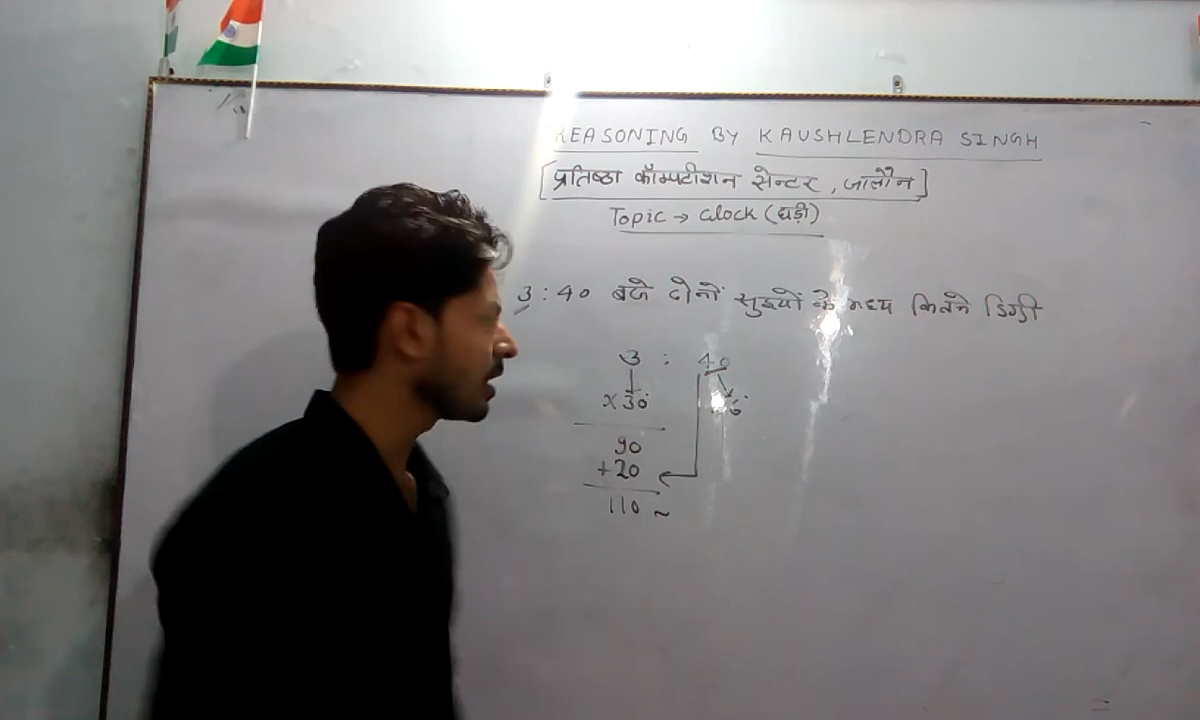 REASONING BY KAUSHLENDRA SINGH
[प्रतिष्ठा कॉम्पटीशन सेन्टर, जालौन]
Topic → Clock (घड़ी)
3 : 40 बजे दोनों सुइयों के मध्य कितने डिग्री
3 : 40
x 30° 6°
90
+20
110 ~